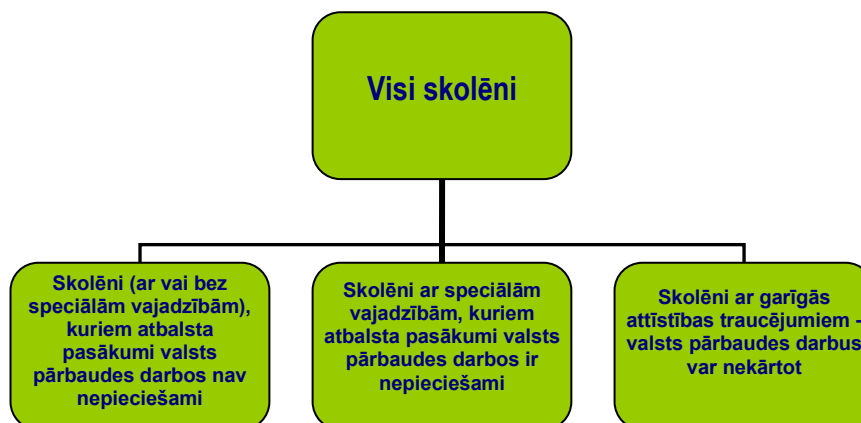 Visi skolēni
Skolēni (ar vai bez
speciālām vajadzībām),
kuriem atbalsta
pasākumi valsts
pārbaudes darbos nav
nepieciešami
Skolēni ar speciālām
vajadzībām, kuriem
atbalsta pasākumi valsts
pārbaudes darbos ir
nepieciešami
Skolēni ar garīgās
attīstības traucējumiem -
valsts pārbaudes darbus
var nekārtot